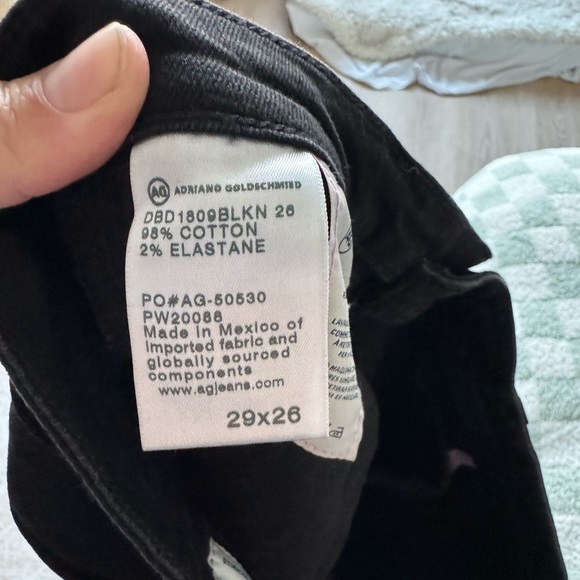 AG ADRIANO GOLDSCHMIED
DBD1809BLKN 26
98% COTTON
2% ELASTANE
PO#AG-50530
PW20088
Made in Mexico of
imported fabric and
globally sourced
components
www.agjeans.com
29x26